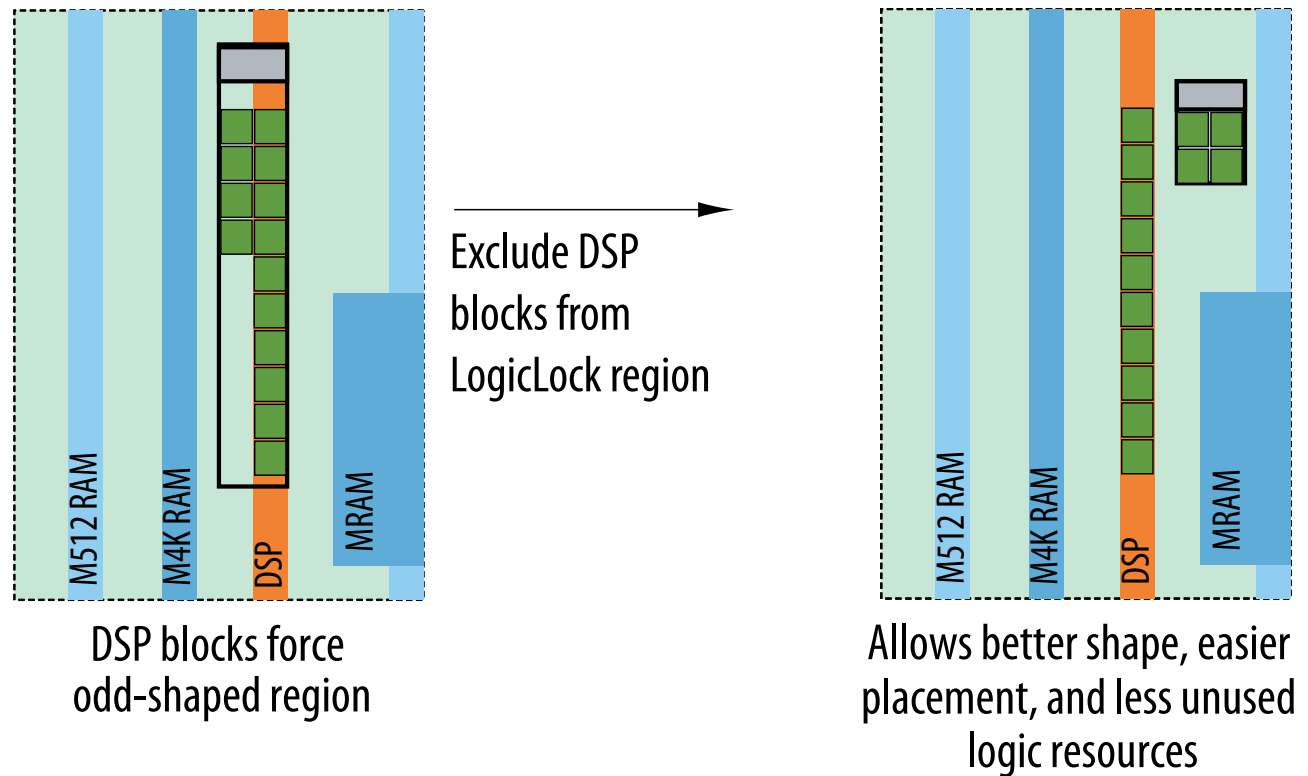 M512 RAM
M4K RAM
DSP
MRAM
DSP blocks force
odd-shaped region
Exclude DSP
blocks from
LogicLock region
M512 RAM
M4K RAM
DSP
MRAM
Allows better shape, easier
placement, and less unused
logic resources